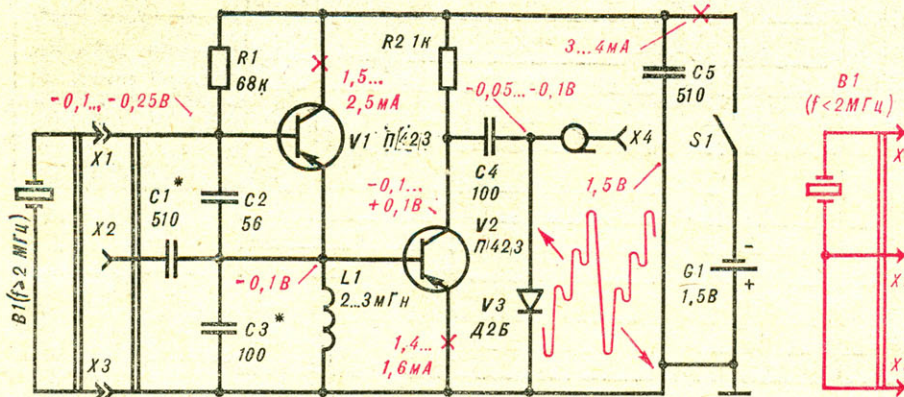 R1
68к
-0,1... -0,25В
X1
C1*
510
X2
B1(f≥2 МГц)
X3
C2
56
C3*
100
-0,1В
L1
2...3мГн
1,5...
2,5мА
V1 П423
R2 1к
-0,05...-0,1В
C4
100
X4
-0,1...
+0,1В
V2
П423
1,4...
1,6мА
V3
Д2Б
3...4мА
C5
510
1,5В
S1
G1
1,5В
-
+
B1
(f<2МГц)
X
X
X